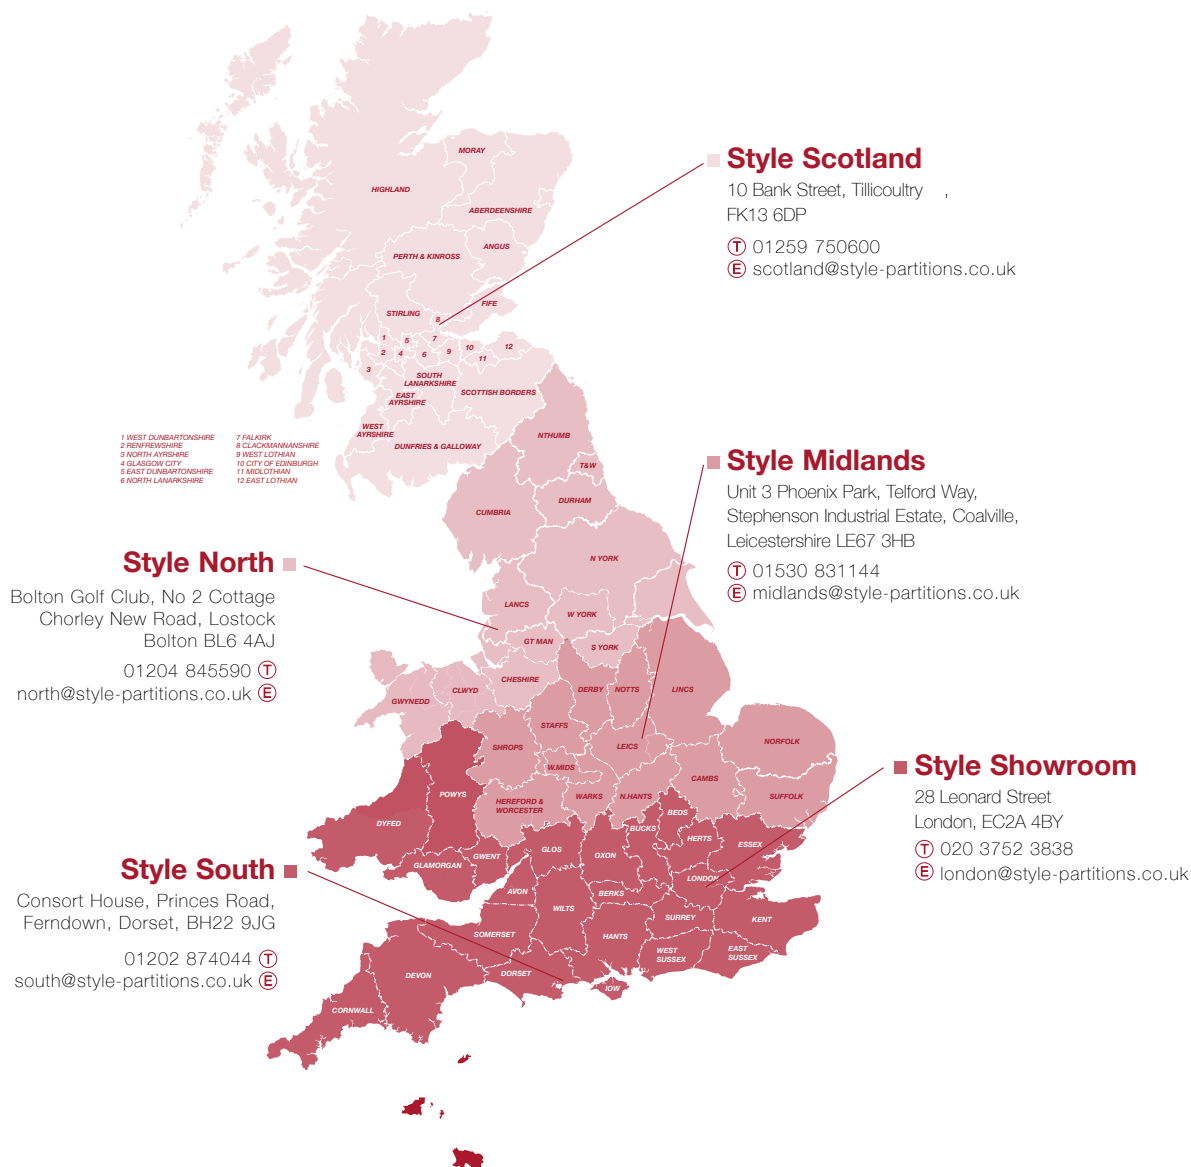 Style Scotland
10 Bank Street, Tillicoultry ,
FK13 6DP
T 01259 750600
E scotland@style-partitions.co.uk
MORAY
HIGHLAND
ABERDEENSHIRE
ANGUS
PERTH & KINROSS
FIFE
STIRLING
8
1
5
7
2
4
6
9
10
11
12
3
SOUTH
LANARKSHIRE
SCOTTISH BORDERS
EAST
AYRSHIRE
WEST
AYRSHIRE
DUNFRIES & GALLOWAY
1 WEST DUNBARTONSHIRE
2 RENFREWSHIRE
3 NORTH AYRSHIRE
4 GLASGOW CITY
5 EAST DUNBARTONSHIRE
6 NORTH LANARKSHIRE
7 FALKIRK
8 CLACKMANNANSHIRE
9 WEST LOTHIAN
10 CITY OF EDINBURGH
11 MIDLOTHIAN
12 EAST LOTHIAN
NTHUMB
T&W
DURHAM
CUMBRIA
N YORK
Style Midlands
Unit 3 Phoenix Park, Telford Way,
Stephenson Industrial Estate, Coalville,
Leicestershire LE67 3HB
T 01530 831144
E midlands@style-partitions.co.uk
Style North
Bolton Golf Club, No 2 Cottage
Chorley New Road, Lostock
Bolton BL6 4AJ
01204 845590 T
north@style-partitions.co.uk E
LANCS
W YORK
GT MAN
S YORK
CHESHIRE
CLWYD
GWYNEDD
DERBY
NOTTS
LINCS
STAFFS
SHROPS
LEICS
NORFOLK
W.MIDS
CAMBS
POWYS
HEREFORD &
WORCESTER
WARKS
N.HANTS
SUFFOLK
Style Showroom
28 Leonard Street
London, EC2A 4BY
T 020 3752 3838
E london@style-partitions.co.uk
DYFED
BEDS
BUCKS
HERTS
ESSEX
GLOS
OXON
GWENT
GLAMORGAN
LONDON
AVON
BERKS
WILTS
SURREY
KENT
SOMERSET
HANTS
WEST
SUSSEX
EAST
SUSSEX
DEVON
DORSET
IOW
CORNWALL
Style South
Consort House, Princes Road,
Ferndown, Dorset, BH22 9JG
01202 874044 T
south@style-partitions.co.uk E